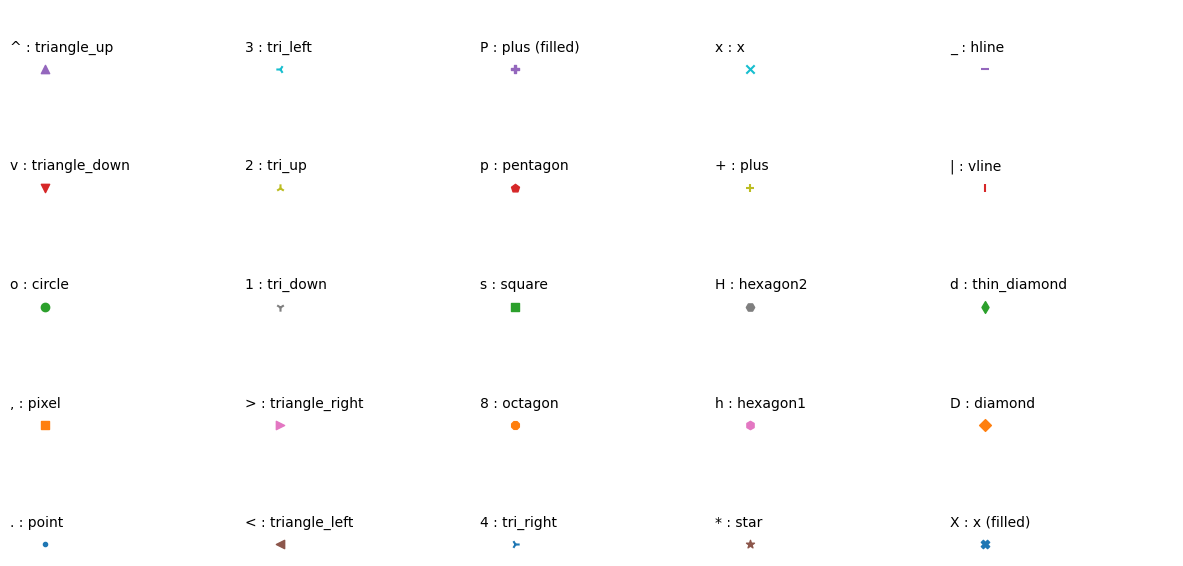 ^ : triangle_up
3 : tri_left
P : plus (filled)
x : x
_ : hline
v : triangle_down
2 : tri_up
p : pentagon
+ : plus
| : vline
o : circle
1 : tri_down
s : square
H : hexagon2
d : thin_diamond
, : pixel
> : triangle_right
8 : octagon
h : hexagon1
D : diamond
. : point
< : triangle_left
4 : tri_right
* : star
X : x (filled)